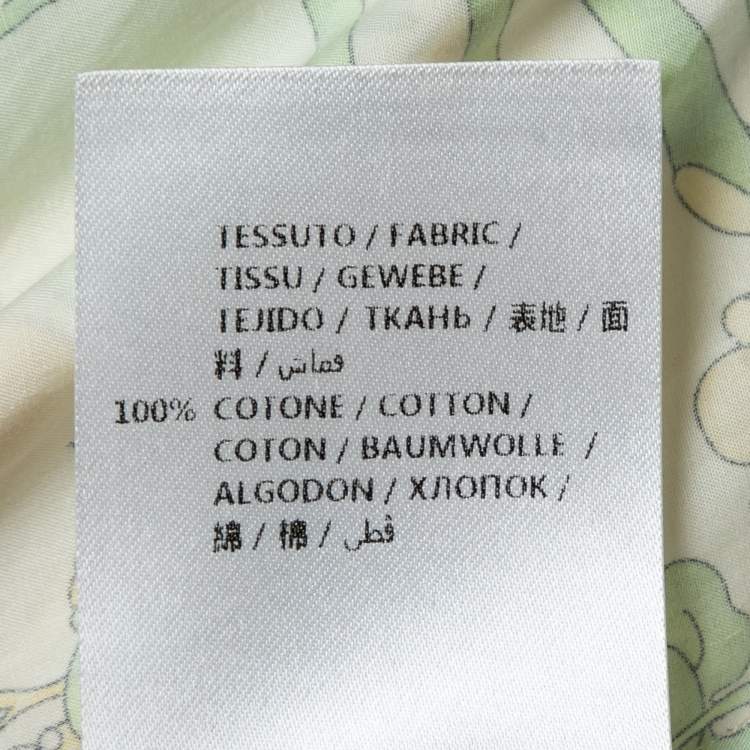 TESSUTO / FABRIC /
TISSU / GEWEBE /
TEJIDO / ТКАНЬ / 表地 / 面
料 / قماش
100% COTONE / COTTON /
COTON / BAUMWOLLE /
ALGODON / ХЛОПОК /
綿 / 棉 / قطن